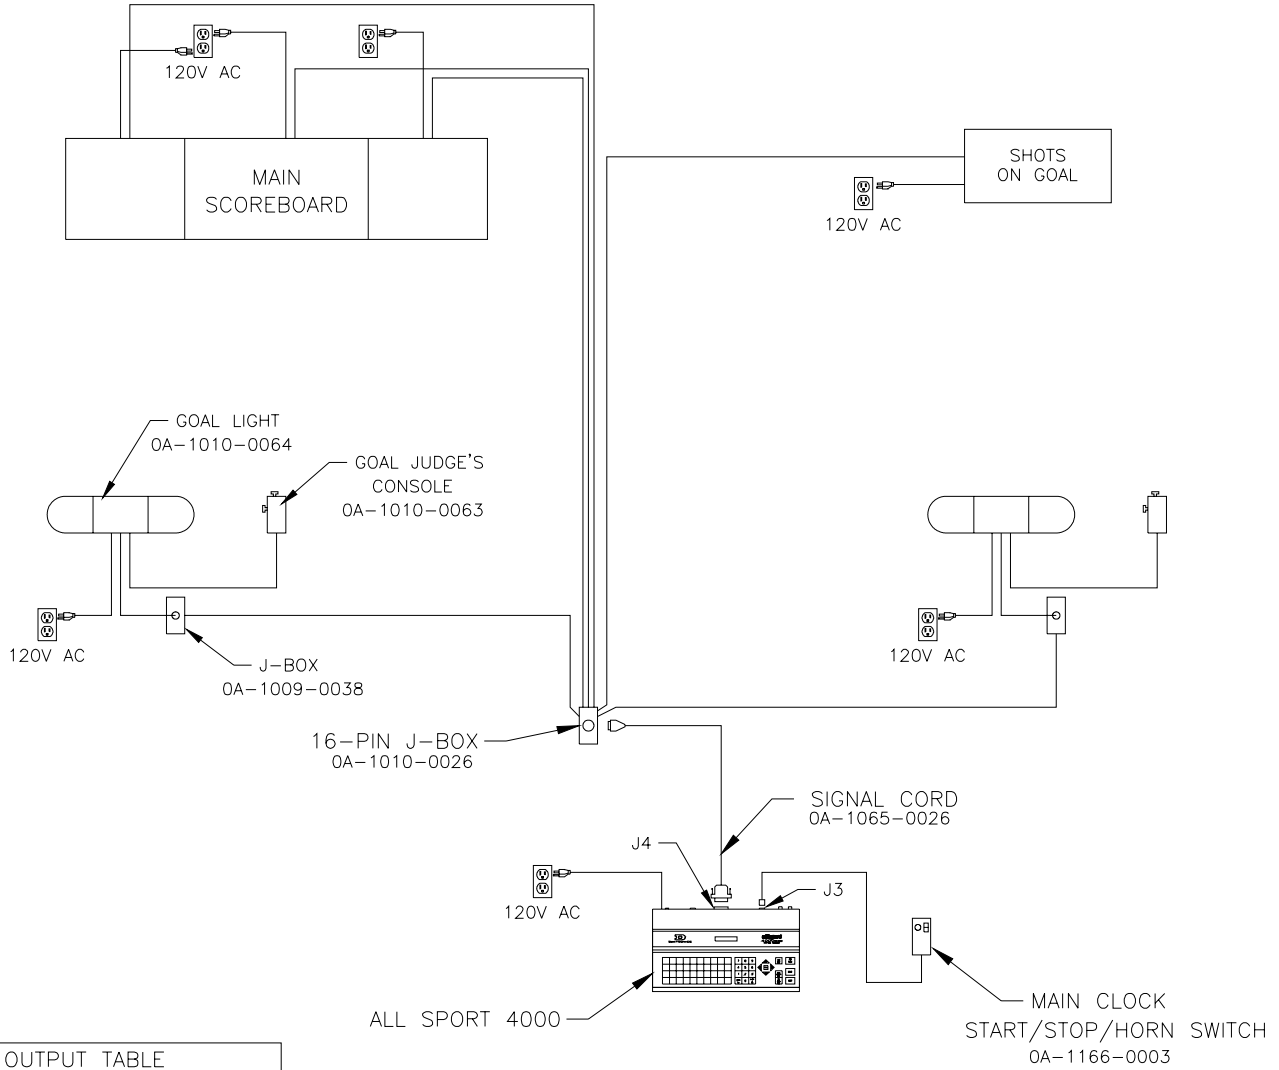 120V AC
MAIN
SCOREBOARD
SHOTS
ON GOAL
120V AC
GOAL LIGHT
0A-1010-0064
GOAL JUDGE'S
CONSOLE
0A-1010-0063
120V AC
J-BOX
0A-1009-0038
120V AC
16-PIN J-BOX
0A-1010-0026
SIGNAL CORD
0A-1065-0026
J4
J3
120V AC
ALL SPORT 4000
MAIN CLOCK
START/STOP/HORN SWITCH
0A-1166-0003
OUTPUT TABLE